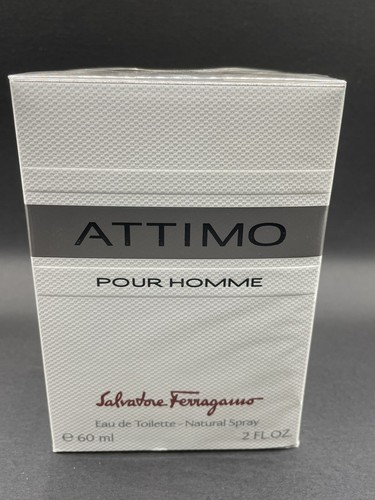 ATTIMO
POUR HOMME
Salvatore Ferragamo
Eau de Toilette - Natural Spray
℮ 60 ml 2 FL.OZ.